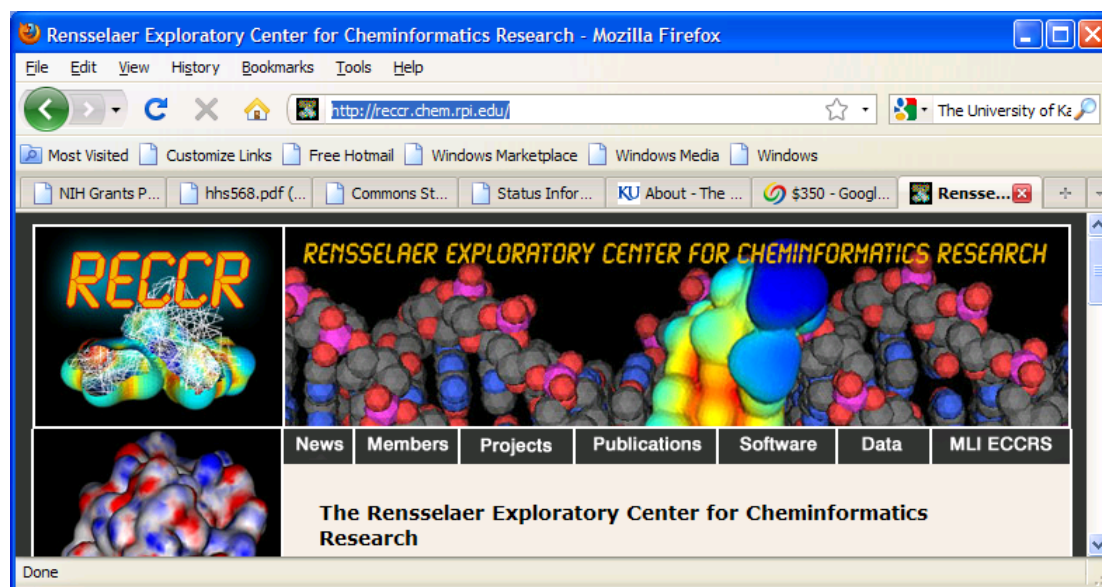 Rensselaer Exploratory Center for Cheminformatics Research - Mozilla Firefox
File Edit View History Bookmarks Tools Help
http://reccr.chem.rpi.edu/ The University of Ka
Most Visited Customize Links Free Hotmail Windows Marketplace Windows Media Windows
NIH Grants P... hhs568.pdf (... Commons St... Status Infor... KU About - The ... $350 - Googl... Rensse...
RECCR
RENSSELAER EXPLORATORY CENTER FOR CHEMINFORMATICS RESEARCH
News Members Projects Publications Software Data MLI ECCRS
The Rensselaer Exploratory Center for Cheminformatics
Research
Done